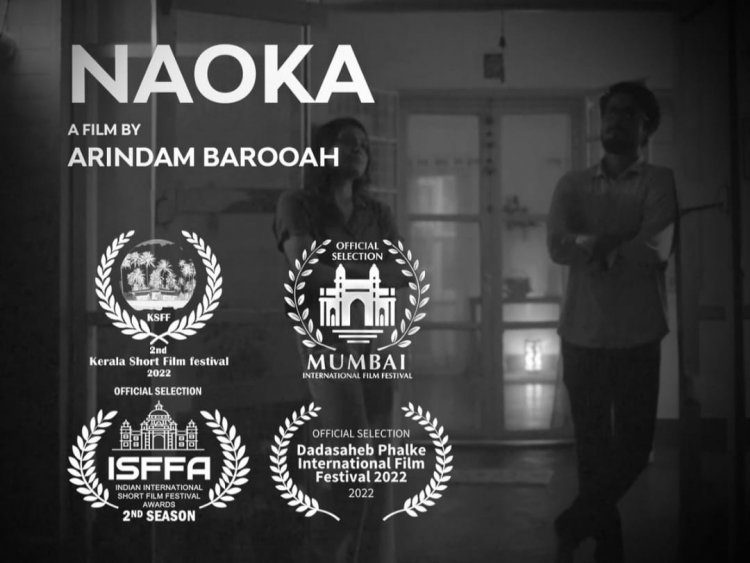 NAOKA
A FILM BY
ARINDAM BAROOAH
KSFF
2nd
Kerala Short Film festival
2022
OFFICIAL
SELECTION
MUMBAI
INTERNATIONAL FILM FESTIVAL
OFFICIAL SELECTION
ISFFA
INDIAN INTERNATIONAL
SHORT FILM FESTIVAL
AWARDS
2ND SEASON
OFFICIAL SELECTION
Dadasaheb Phalke
International Film
Festival 2022
2022